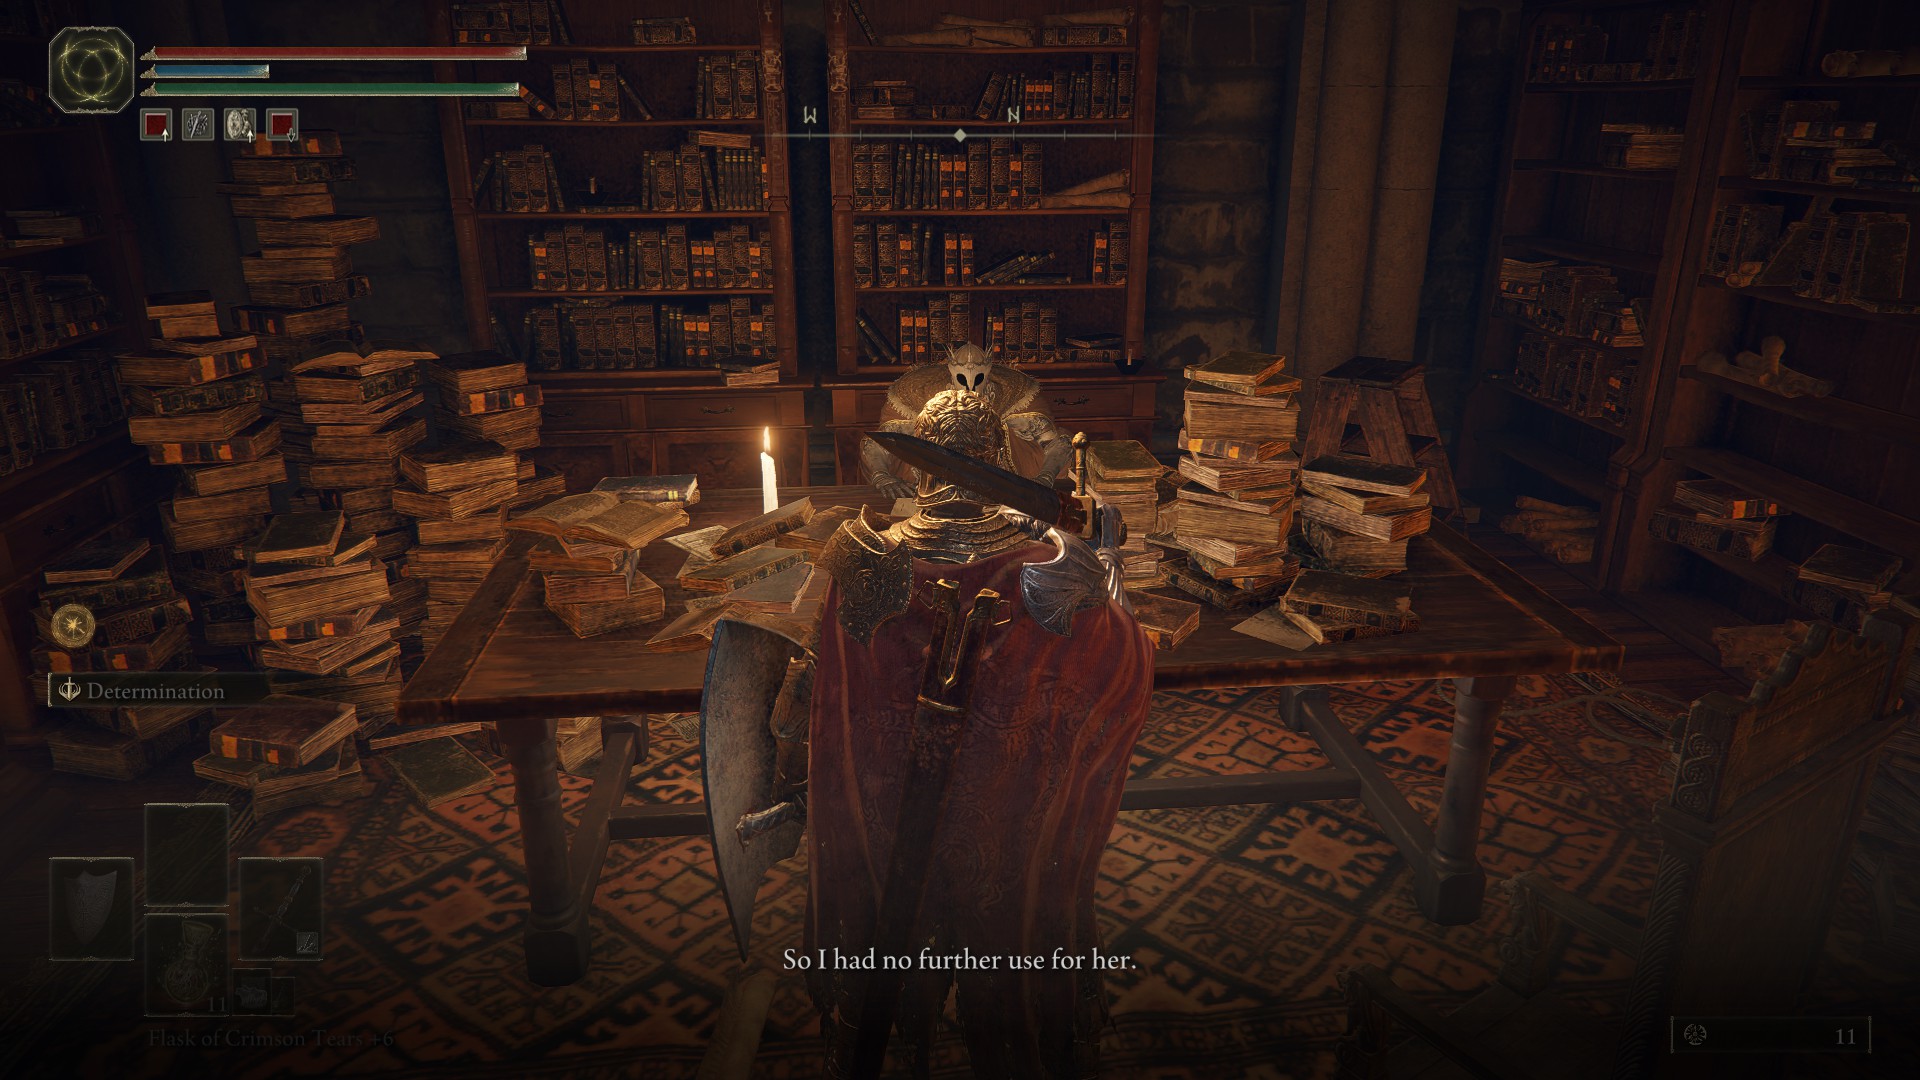 W N
Determination
So I had no further use for her.
11
Flask of Crimson Tears +6
11